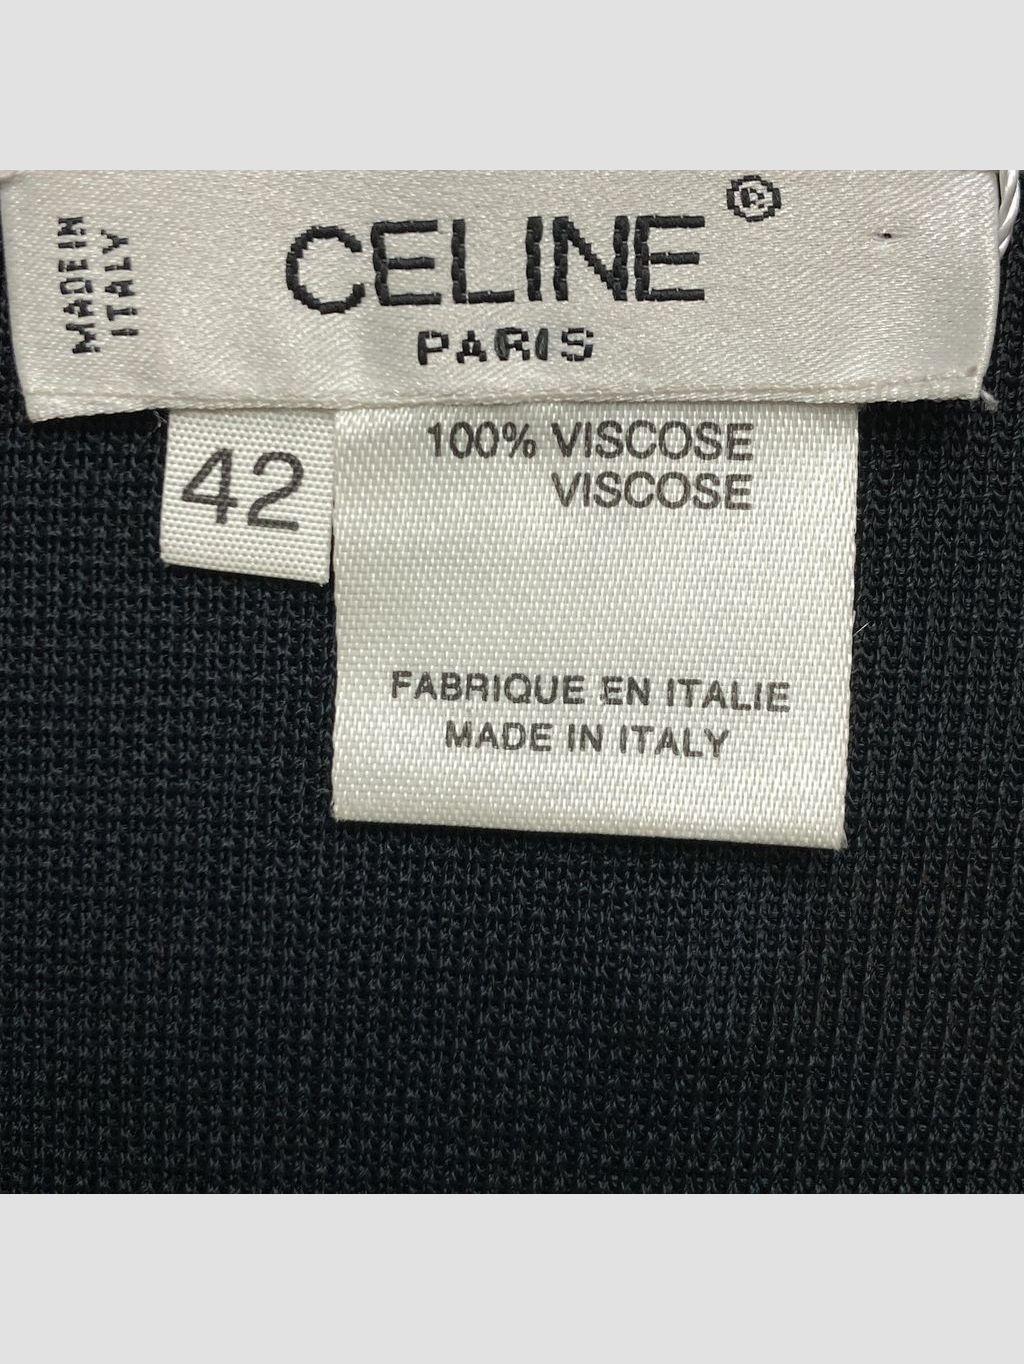 MADE IN
ITALY
CELINE®
PARIS
42
100% VISCOSE
VISCOSE
FABRIQUE EN ITALIE
MADE IN ITALY